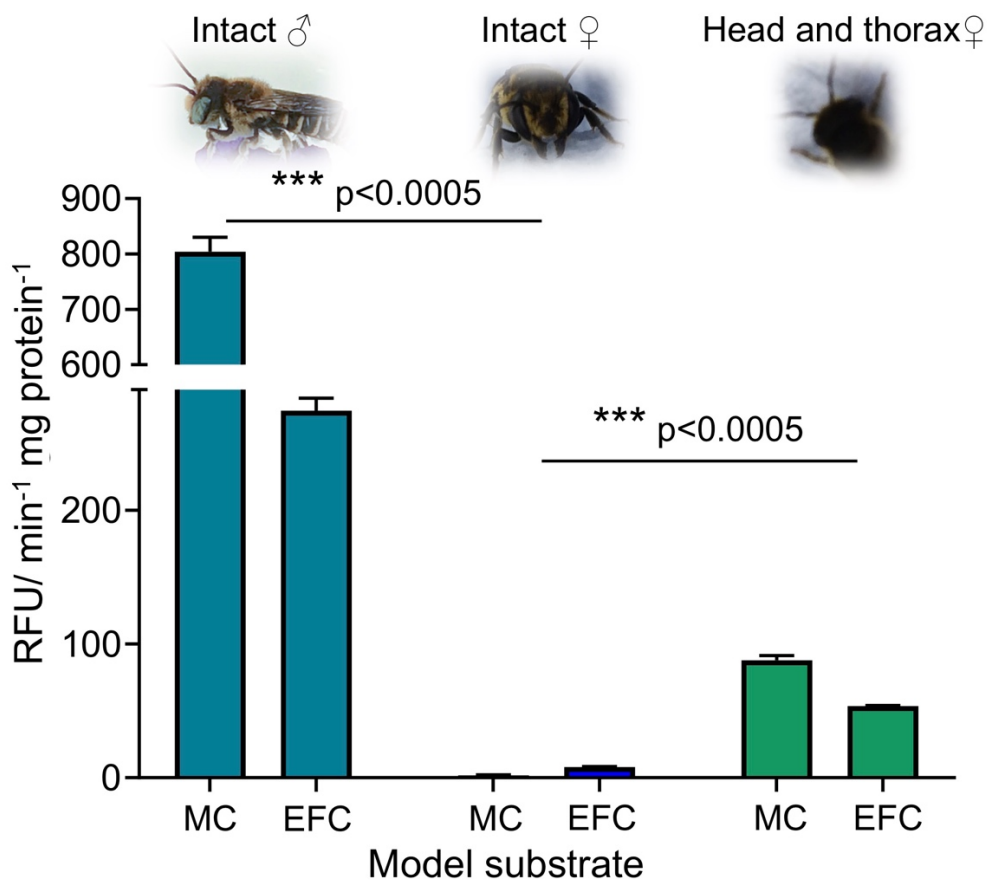 Intact ♂ Intact ♀ Head and thorax♀
*** p<0.0005
900
800
700
600
*** p<0.0005
200
100
0
RFU/ min⁻¹ mg protein⁻¹
MC EFC MC EFC MC EFC
Model substrate